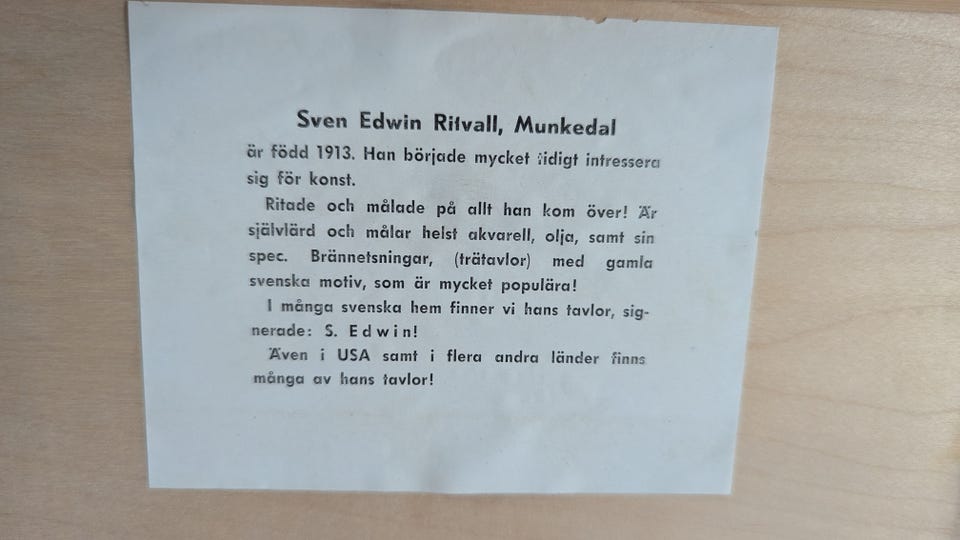 Sven Edwin Ritvall, Munkedal
är född 1913. Han började mycket tidigt intressera
sig för konst.
Ritade och målade på allt han kom över! Är
självlärd och målar helst akvarell, olja, samt sin
spec. Brännetsningar, (trätavlor) med gamla
svenska motiv, som är mycket populära!
I många svenska hem finner vi hans tavlor, sig-
nerade: S. Edwin!
Även i USA samt i flera andra länder finns
många av hans tavlor!